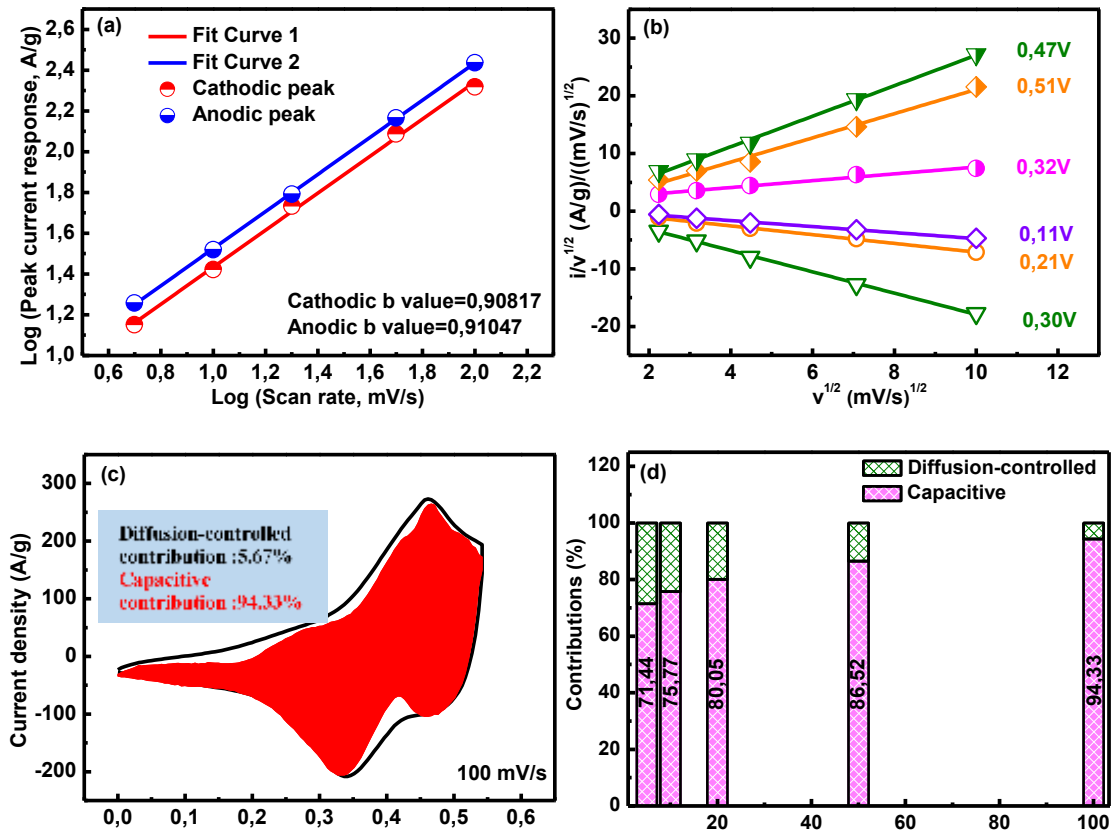 (a)
Fit Curve 1
Fit Curve 2
Cathodic peak
Anodic peak
Cathodic b value=0,90817
Anodic b value=0,91047
Log (Peak current response, A/g)
2,6
2,4
2,2
2,0
1,8
1,6
1,4
1,2
1,0
0,6 0,8 1,0 1,2 1,4 1,6 1,8 2,0 2,2
Log (Scan rate, mV/s)
(b)
i/v^1/2 (A/g)/(mV/s)^1/2
30
20
10
0
-10
-20
0,47V
0,51V
0,32V
0,11V
0,21V
0,30V
2 4 6 8 10 12
v^1/2 (mV/s)^1/2
(c)
Diffusion-controlled
contribution :5.67%
Capacitive
contribution :94.33%
Current density (A/g)
300
200
100
0
-100
-200
100 mV/s
0,0 0,1 0,2 0,3 0,4 0,5 0,6
(d)
Diffusion-controlled
Capacitive
Contributions (%)
120
100
80
60
40
20
0
71,44
75,77
80,05
86,52
94,33
20 40 60 80 100